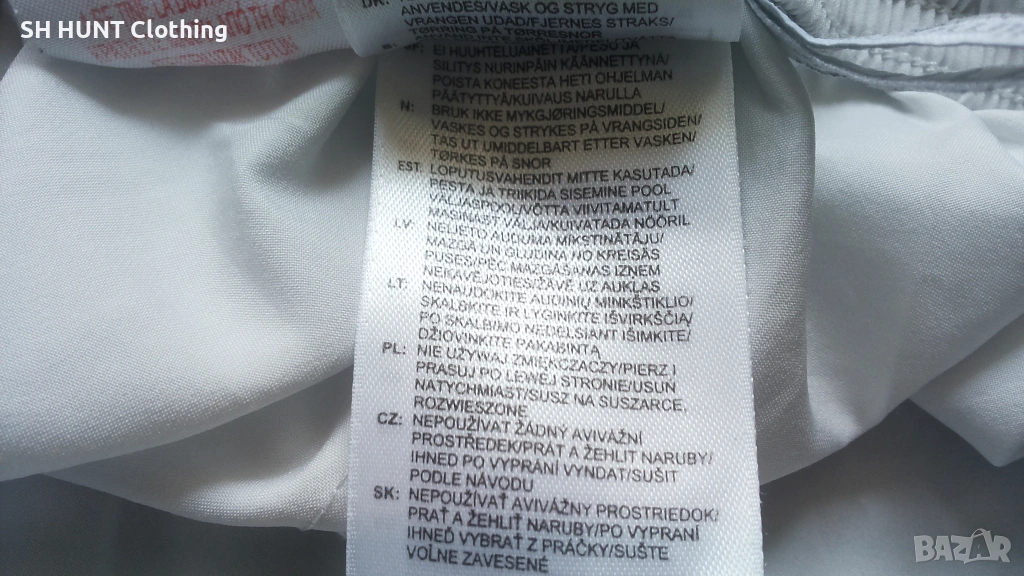 SH HUNT Clothing
DK:
ANVENDES/VASK OG STRYG MED
VRANGEN UDAD/FJERNES STRAKS/
TØRRING PÅ TØRRESNOR
EI HUUHTELUAINETTA/PESU JA
SILITYS NURINPÄIN KÄÄNNETTYNÄ/
POISTA KONEESTA HETI OHJELMAN
PÄÄTYTTYÄ/KUIVAUS NARULLA
N: BRUK IKKE MYKGJØRINGSMIDDEL/
VASKES OG STRYKES PÅ VRANGSIDEN/
TAS UT UMIDDELBART ETTER VASKEN/
TØRKES PÅ SNOR
EST: LOPUTUSVAHENDIT MITTE KASUTADA/
PESTA JA TRIIKIDA SISEMINE POOL
VÄLJASPOOL/VÕTTA VIIVITAMATULT
MASINAST VÄLJA/KUIVATADA NÖÖRIL
LV: NELIETO AUDUMA MĪKSTINĀTĀJU/
MAZGĀT UN GLUDINA NO KREISĀS
PUSES/PĒC MAZGĀŠANAS IZŅEM
NEKAVĒJOTIES/ŽĀVĒ UZ AUKLAS
LT: NENAUDOKITE AUDINIŲ MINKŠTIKLIO/
SKALBKITE IR LYGINKITE IŠVIRKŠČIĄ/
PO SKALBIMO NEDELSIANT IŠIMKITE/
DŽIOVINKITE PAKABINTĄ
PL: NIE UŻYWAJ ZMIĘKCZACZY/PIERZ I
PRASUJ PO LEWEJ STRONIE/USUŃ
NATYCHMIAST/SUSZ NA SUSZARCE,
ROZWIESZONE
CZ: NEPOUŽÍVAT ŽÁDNÝ AVIVÁŽNÍ
PROSTŘEDEK/PRÁT A ŽEHLIT NARUBY/
IHNED PO VYPRÁNÍ VYNDAT/SUŠIT
PODLE NÁVODU
SK: NEPOUŽÍVAŤ AVIVÁŽNY PROSTRIEDOK/
PRAŤ A ŽEHLIŤ NARUBY/PO VYPRANÍ
IHNEĎ VYBRAŤ Z PRÁČKY/SUŠTE
VOĽNE ZAVESENÉ
BAZAR